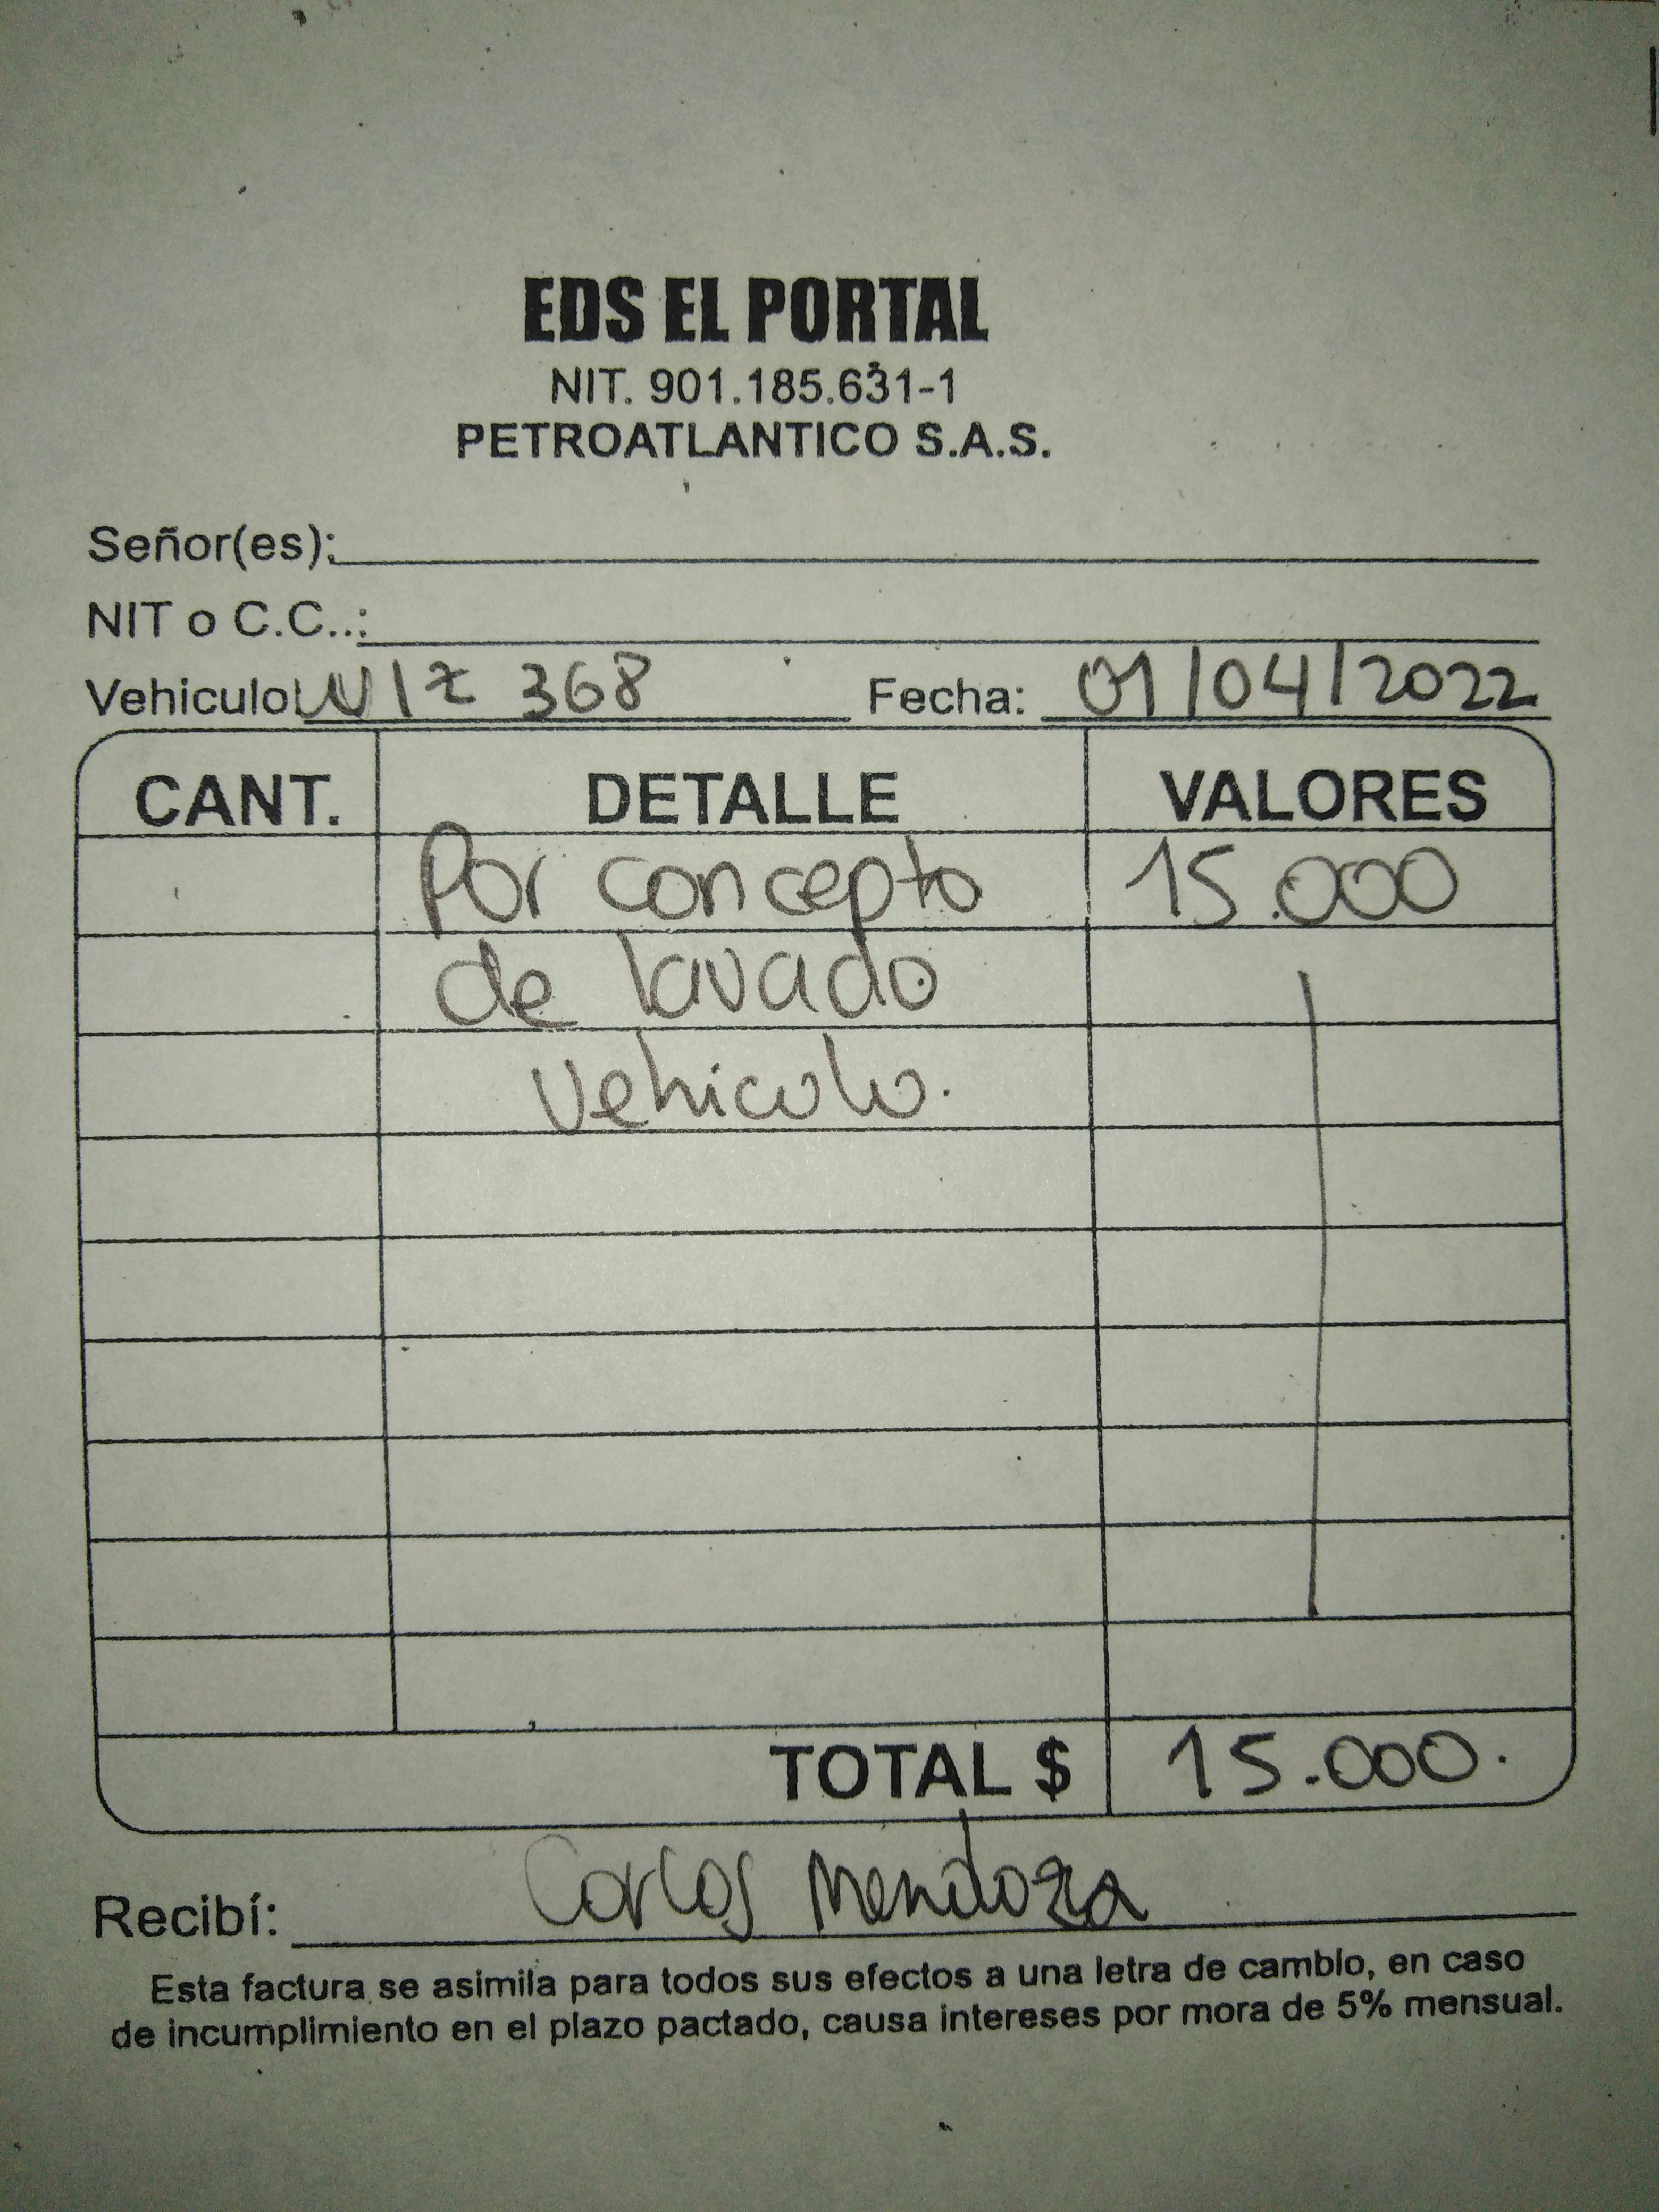 EDS EL PORTAL
NIT. 901.185.631-1
PETROATLANTICO S.A.S.
Señor(es):
NIT o C.C..:
Vehiculo: WIZ 368 Fecha: 01/04/2022
CANT. DETALLE VALORES
Por concepto 15.000
de lavado
vehiculo.
TOTAL $ 15.000.
Recibí: Carlos Mendoza
Esta factura se asimila para todos sus efectos a una letra de cambio, en caso
de incumplimiento en el plazo pactado, causa intereses por mora de 5% mensual.